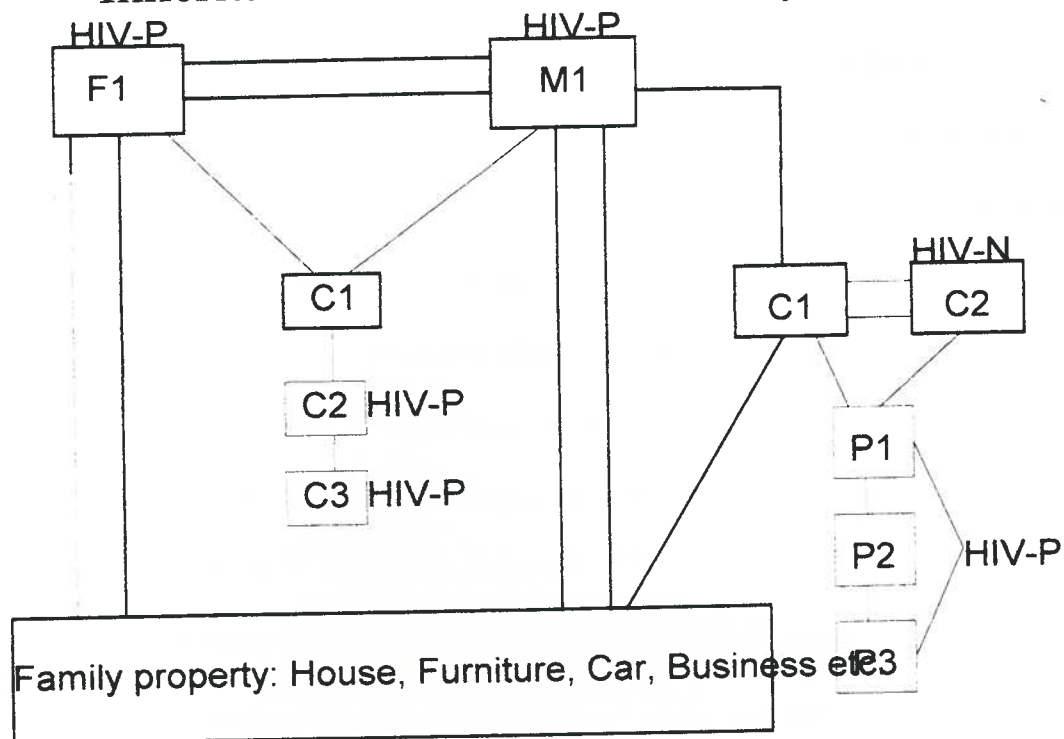 HIV-P
HIV-P
F1
M1
HIV-N
C1
C1
C2
C2 HIV-P
P1
C3 HIV-P
P2
HIV-P
Family property: House, Furniture, Car, Business etc.
P3